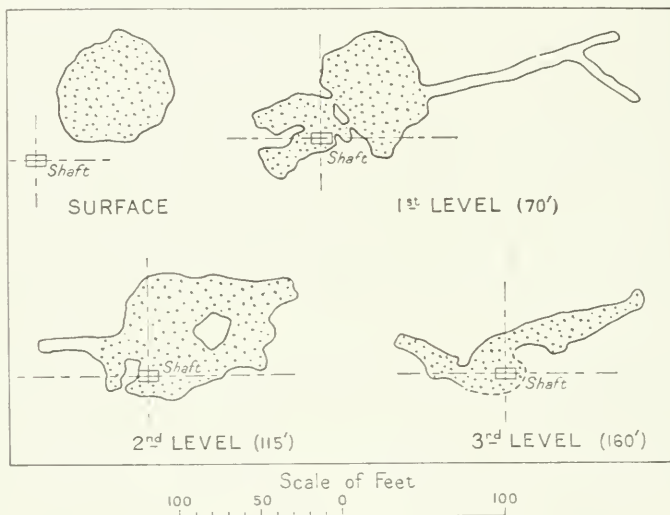 Shaft
SURFACE
Shaft
1st LEVEL (70')
Shaft
2nd LEVEL (115')
Shaft
3rd LEVEL (160')
Scale of Feet
100 50 0 100